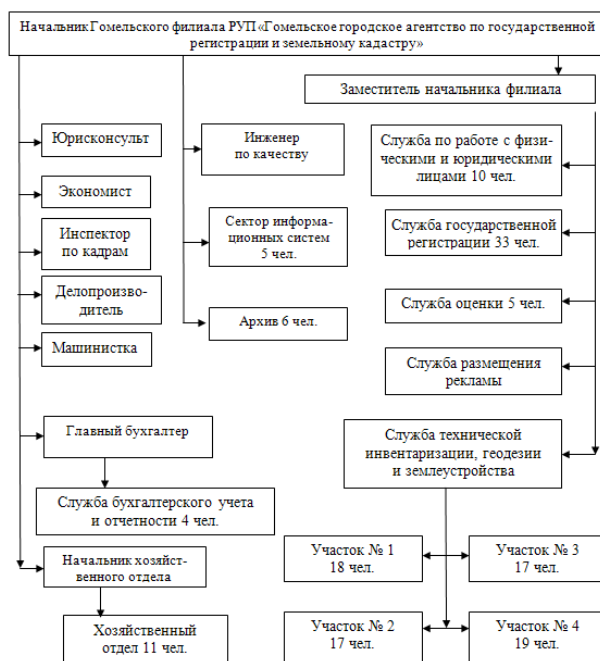 Начальник Гомельского филиала РУП «Гомельское городское агентство по государственной
регистрации и земельному кадастру»
Заместитель начальника филиала
Юрисконсульт
Экономист
Инспектор
по кадрам
Делопроизво-
дитель
Машинистка
Главный бухгалтер
Служба бухгалтерского учета
и отчетности 4 чел.
Начальник хозяйст-
венного отдела
Хозяйственный
отдел 11 чел.
Инженер
по качеству
Сектор информа-
ционных систем
5 чел.
Архив 6 чел.
Служба по работе с физи-
ческими и юридическими
лицами 10 чел.
Служба государственной
регистрации 33 чел.
Служба оценки 5 чел.
Служба размещения
рекламы
Служба технической
инвентаризации, геодезии
и землеустройства
Участок № 1
18 чел.
Участок № 3
17 чел.
Участок № 2
17 чел.
Участок № 4
19 чел.